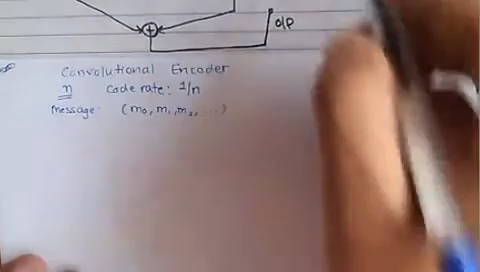 O/P
Convolutional Encoder
n Code rate: 1/n
message: (m0, m1, m2, ....)